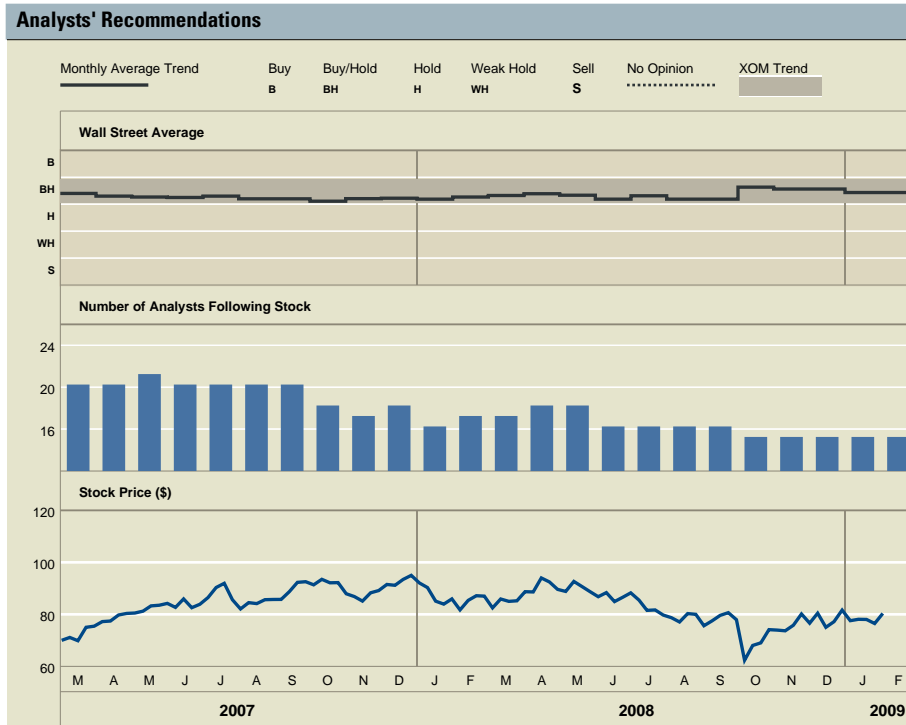 Analysts' Recommendations
Monthly Average Trend Buy Buy/Hold Hold Weak Hold Sell No Opinion XOM Trend
B BH H WH S
Wall Street Average
B
BH
H
WH
S
Number of Analysts Following Stock
24
20
16
Stock Price ($)
120
100
80
60
M A M J J A S O N D J F M A M J J A S O N D J F
2007 2008 2009